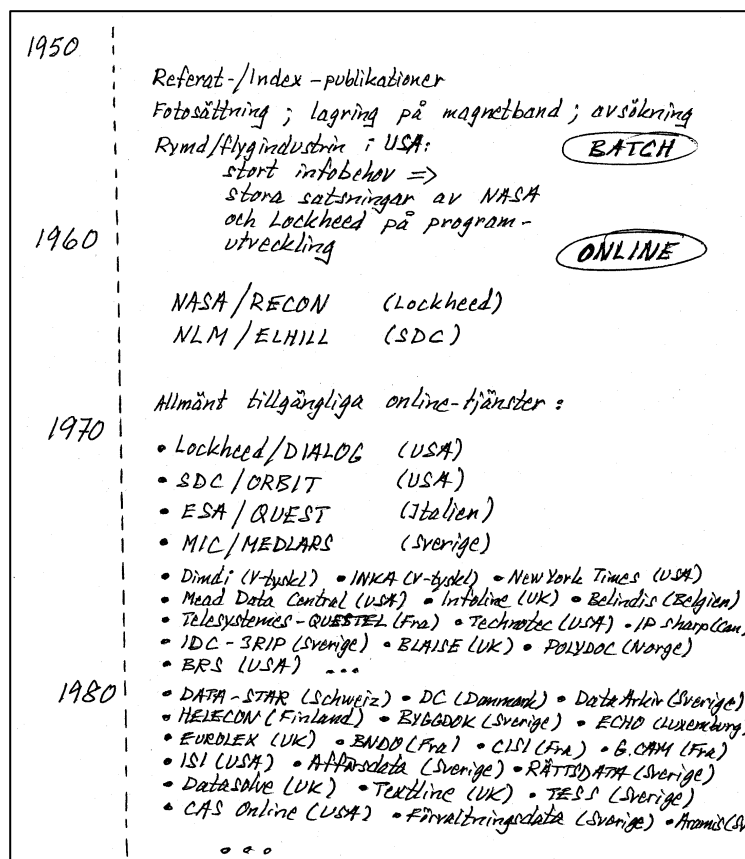 1950
Referat-/Index-publikationer
Fotosättning ; lagring på magnetband ; avsökning
Rymd/flygindustrin i USA: BATCH
stort infobehov =>
stora satsningar av NASA
och Lockheed på program-
1960 utveckling ONLINE
NASA/RECON (Lockheed)
NLM/ELHILL (SDC)
Allmänt tillgängliga online-tjänster :
1970
• Lockheed/DIALOG (USA)
• SDC/ORBIT (USA)
• ESA/QUEST (Italien)
• MIC/MEDLARS (Sverige)
• Dimdi (V-tyskl) • INKA (V-tyskl) • New York Times (USA)
• Mead Data Central (USA) • Infoline (UK) • Belindis (Belgien)
• Telesystemes-QUESTEL (Fra) • Technotec (USA) • IP sharp (Can)
• IDC-3RIP (Sverige) • BLAISE (UK) • POLYDOC (Norge)
• BRS (USA) ...
1980 • DATA-STAR (Schweiz) • DC (Danmark) • DataArkiv (Sverige)
• HELECON (Finland) • BYGGDOK (Sverige) • ECHO (Luxemburg)
• EUROLEX (UK) • BNDO (Fra) • CISI (Fra) • G.CAM (Fra)
• ISI (USA) • Affärsdata (Sverige) • RÄTTSDATA (Sverige)
• Datasolve (UK) • Textline (UK) • TESS (Sverige)
• CAS Online (USA) • Förvaltningsdata (Sverige) • Aramis (Sv
...